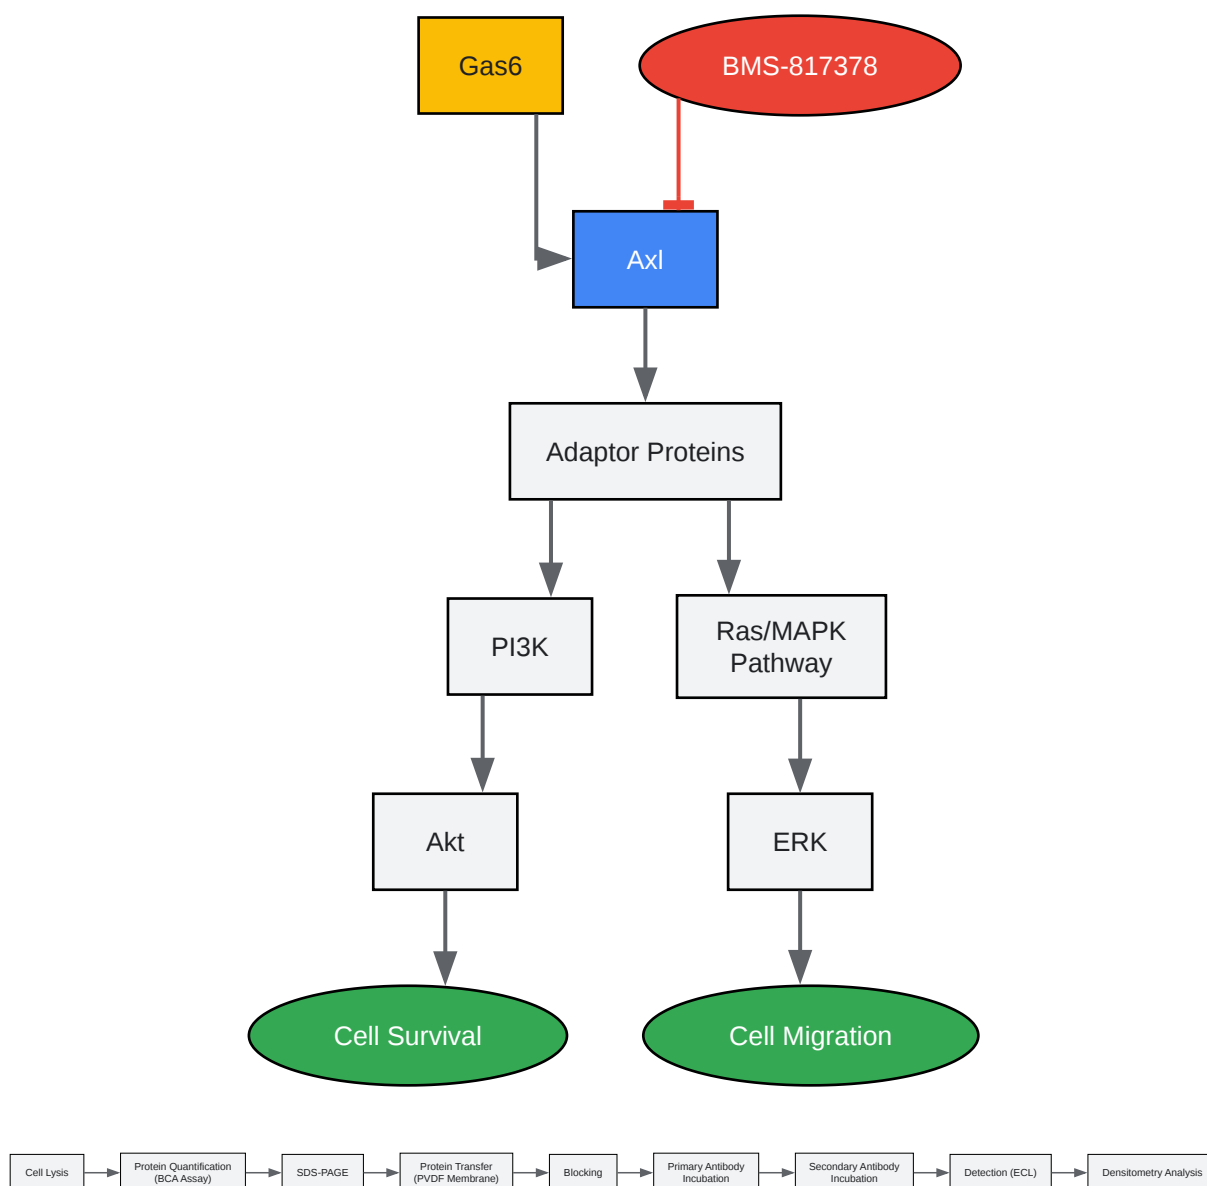 Gas6
BMS-817378
Axl
Adaptor Proteins
PI3K
Ras/MAPK
Pathway
Akt
ERK
Cell Survival
Cell Migration
Cell Lysis
Protein Quantification
(BCA Assay)
SDS-PAGE
Protein Transfer
(PVDF Membrane)
Blocking
Primary Antibody
Incubation
Secondary Antibody
Incubation
Detection (ECL)
Densitometry Analysis